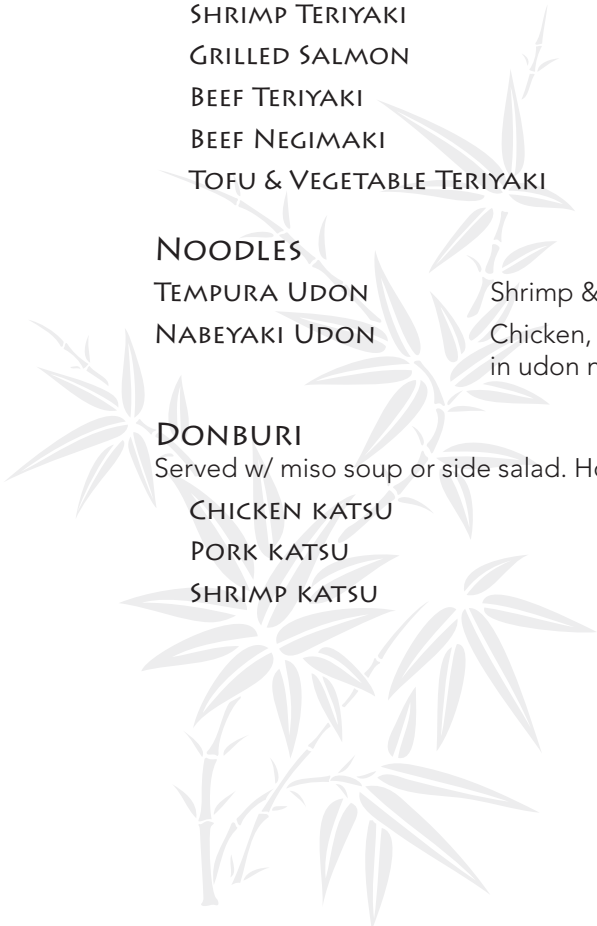 Shrimp Teriyaki
Grilled Salmon
Beef Teriyaki
Beef Negimaki
Tofu & Vegetable Teriyaki
Noodles
Tempura Udon Shrimp &
Nabeyaki Udon Chicken,
in udon
Donburi
Served w/ miso soup or side salad.
Chicken katsu
Pork katsu
Shrimp katsu